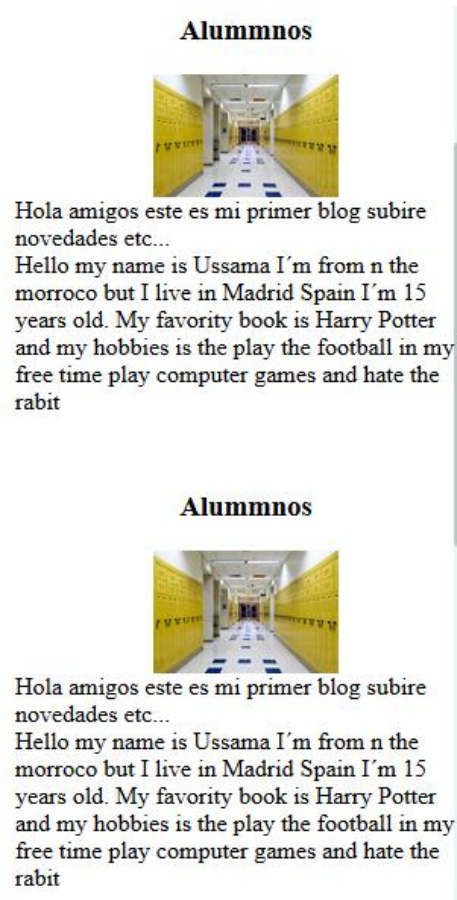 Alummnos
Hola amigos este es mi primer blog subire
novedades etc...
Hello my name is Ussama I´m from n the
morroco but I live in Madrid Spain I´m 15
years old. My favority book is Harry Potter
and my hobbies is the play the football in my
free time play computer games and hate the
rabit
Alummnos
Hola amigos este es mi primer blog subire
novedades etc...
Hello my name is Ussama I´m from n the
morroco but I live in Madrid Spain I´m 15
years old. My favority book is Harry Potter
and my hobbies is the play the football in my
free time play computer games and hate the
rabit